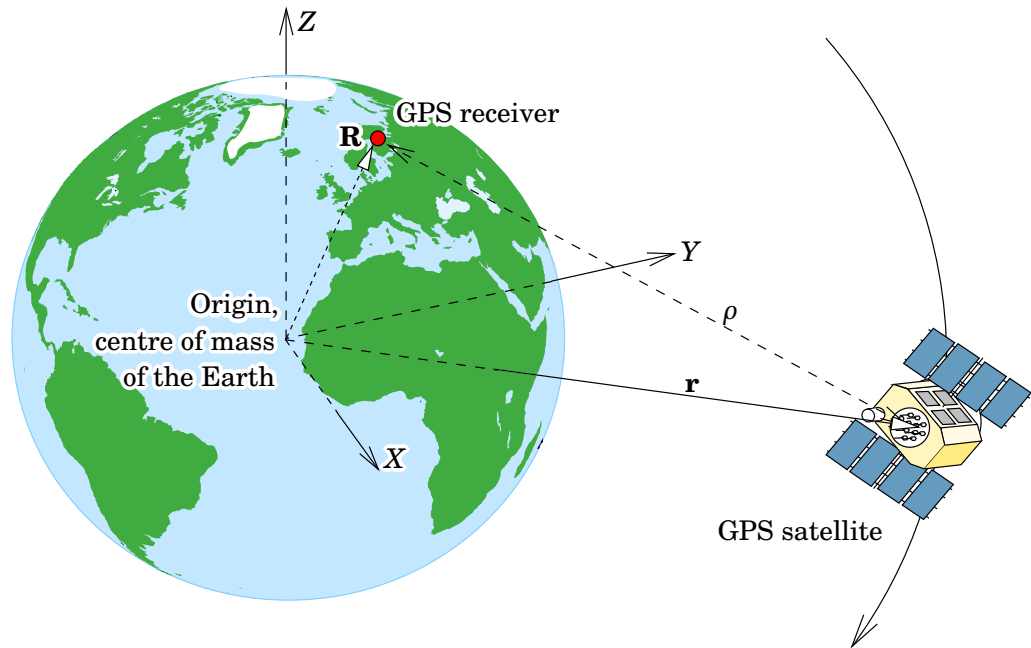 Z
GPS receiver
R
Y
Origin,
centre of mass
of the Earth
ρ
r
X
GPS satellite